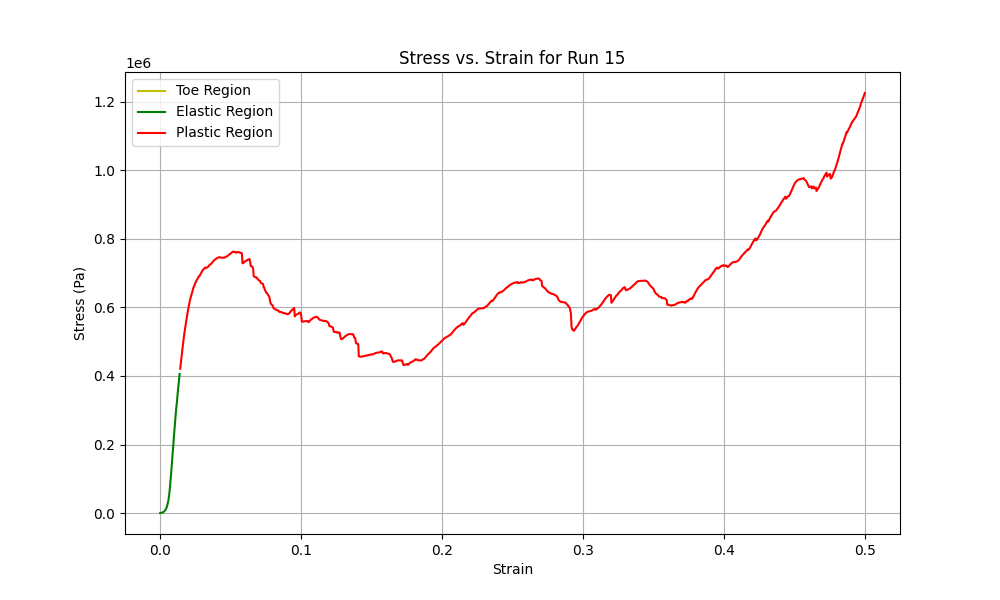 Stress vs. Strain for Run 15
1e6
Toe Region
Elastic Region
Plastic Region
1.2
1.0
0.8
0.6
0.4
0.2
0.0
Stress (Pa)
0.0 0.1 0.2 0.3 0.4 0.5
Strain